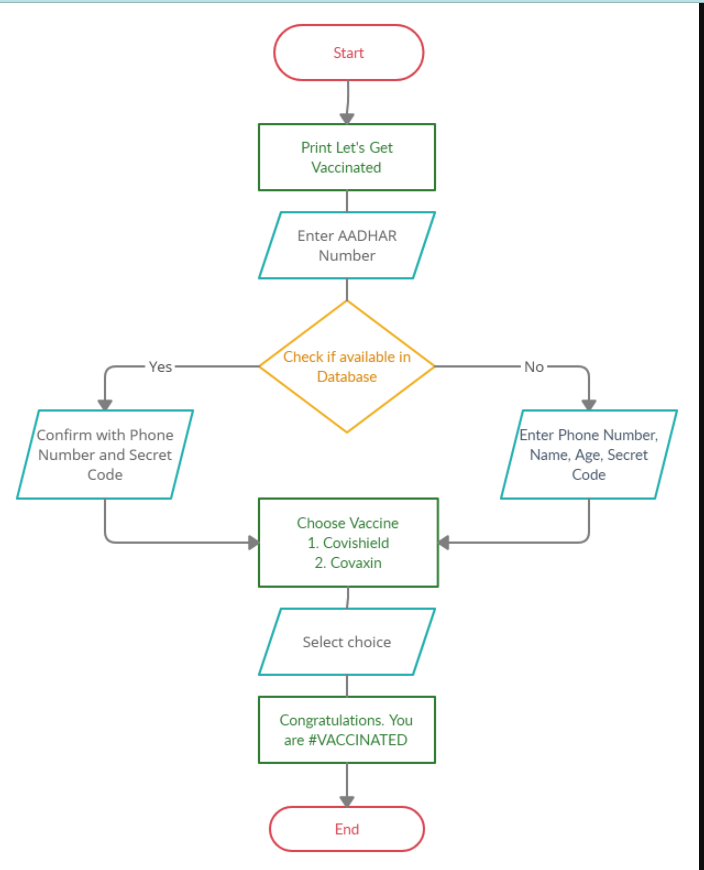 Start
Print Let's Get
Vaccinated
Enter AADHAR
Number
Check if available in
Database
Yes
No
Confirm with Phone
Number and Secret
Code
Enter Phone Number,
Name, Age, Secret
Code
Choose Vaccine
1. Covishield
2. Covaxin
Select choice
Congratulations. You
are #VACCINATED
End